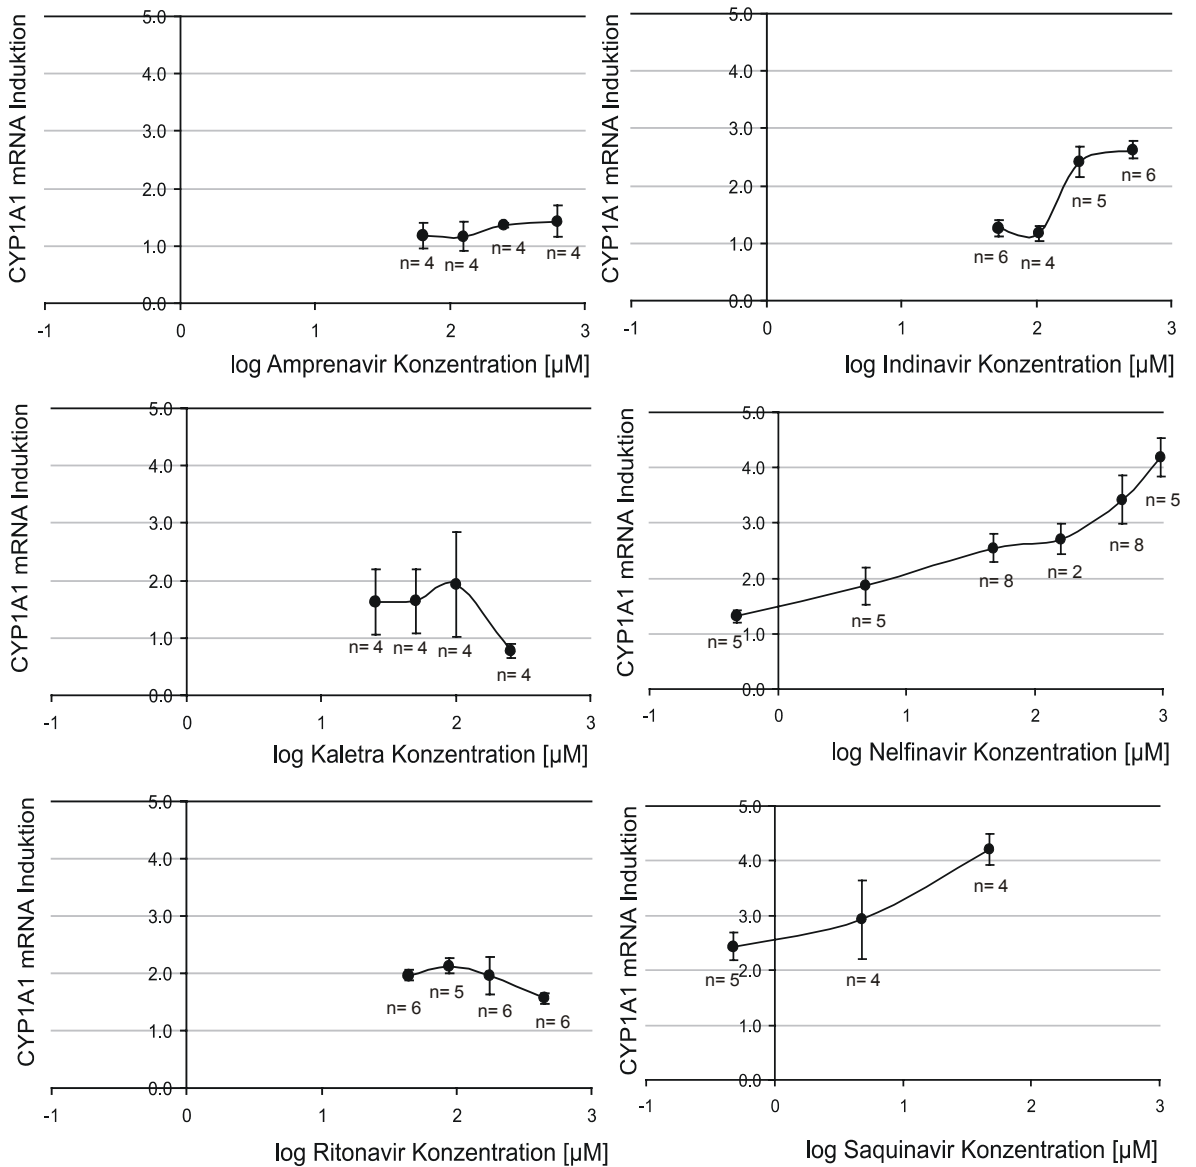 CYP1A1 mRNA Induktion
5.0
4.0
3.0
2.0
1.0
0.0
n= 4
n= 4
n= 4
n= 4
-1 0 1 2 3
log Amprenavir Konzentration [µM]
CYP1A1 mRNA Induktion
5.0
4.0
3.0
2.0
1.0
0.0
n= 6
n= 4
n= 5
n= 6
-1 0 1 2 3
log Indinavir Konzentration [µM]
CYP1A1 mRNA Induktion
5.0
4.0
3.0
2.0
1.0
0.0
n= 4
n= 4
n= 4
n= 4
-1 0 1 2 3
log Kaletra Konzentration [µM]
CYP1A1 mRNA Induktion
5.0
4.0
3.0
2.0
1.0
0.0
n= 5
n= 5
n= 8
n= 2
n= 8
n= 5
-1 0 1 2 3
log Nelfinavir Konzentration [µM]
CYP1A1 mRNA Induktion
5.0
4.0
3.0
2.0
1.0
0.0
n= 6
n= 5
n= 6
n= 6
-1 0 1 2 3
log Ritonavir Konzentration [µM]
CYP1A1 mRNA Induktion
5.0
4.0
3.0
2.0
1.0
0.0
n= 5
n= 4
n= 4
-1 0 1 2 3
log Saquinavir Konzentration [µM]